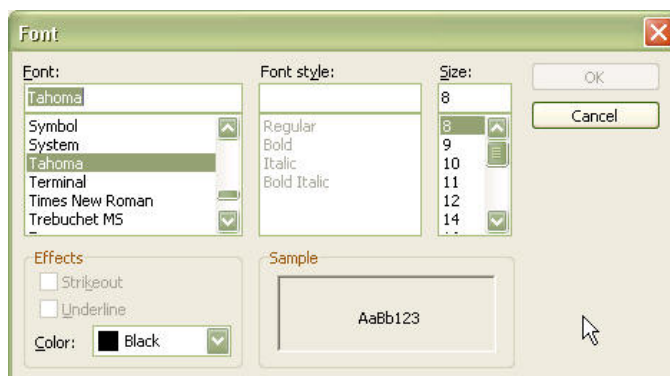 Font
Font:
Tahoma
Symbol
System
Tahoma
Terminal
Times New Roman
Trebuchet MS
Font style:
Regular
Bold
Italic
Bold Italic
Size:
8
8
9
10
11
12
14
OK
Cancel
Effects
Strikeout
Underline
Color: Black
Sample
AaBb123